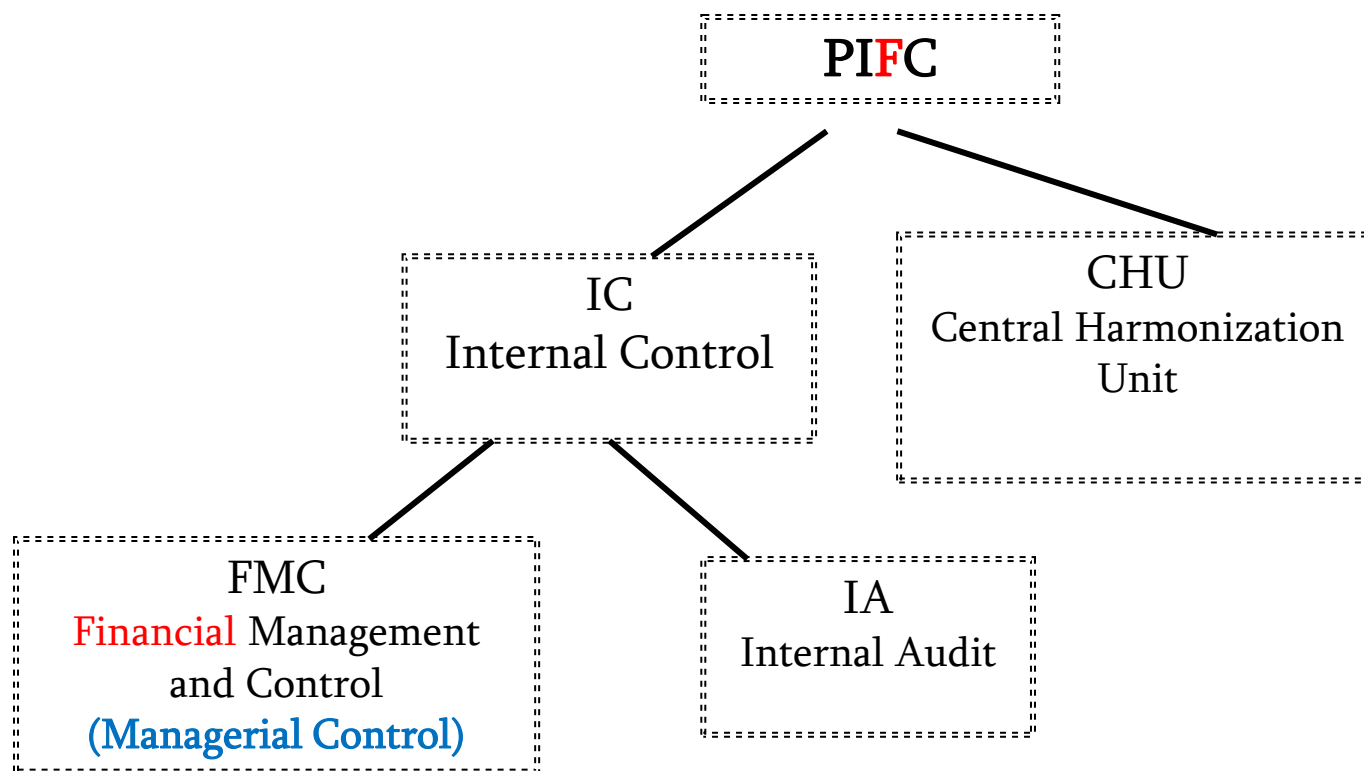 PIFC
IC
Internal Control
CHU
Central Harmonization
Unit
FMC
Financial Management
and Control
(Managerial Control)
IA
Internal Audit